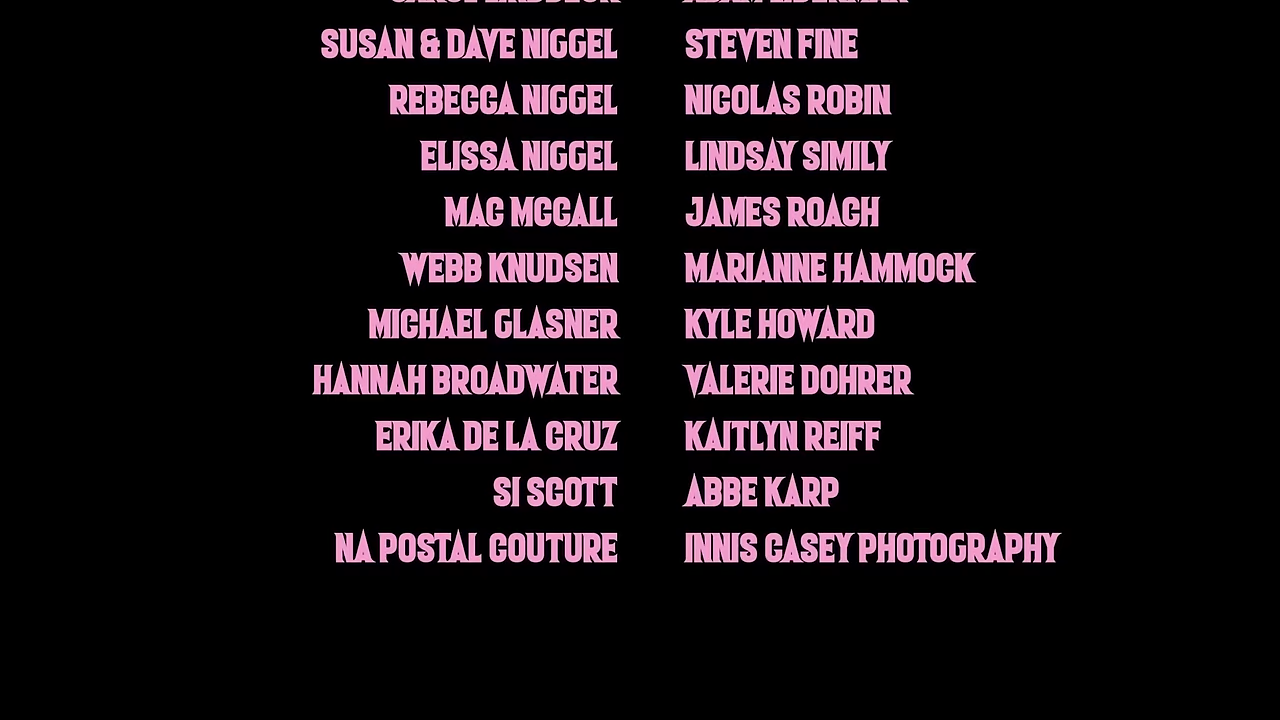 SUSAN & DAVE NIGGEL STEVEN FINE
REBECCA NIGGEL NICOLAS ROBIN
ELISSA NIGGEL LINDSAY SIMILY
MAC MCCALL JAMES ROACH
WEBB KNUDSEN MARIANNE HAMMOCK
MICHAEL GLASNER KYLE HOWARD
HANNAH BROADWATER VALERIE DOHRER
ERIKA DE LA CRUZ KAITLYN REIFF
SI SCOTT ABBE KARP
NA POSTAL COUTURE INNIS CASEY PHOTOGRAPHY